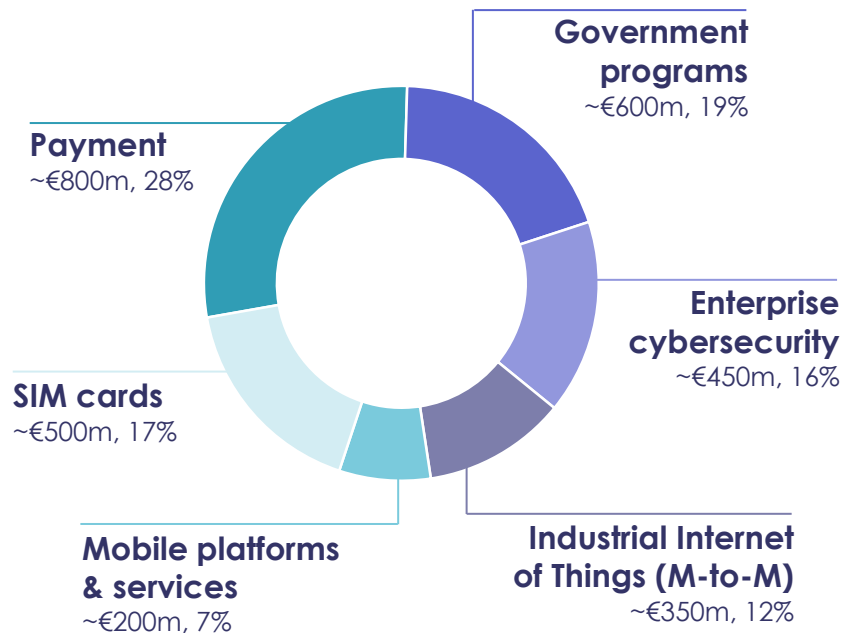 Government
programs
~€600m, 19%
Payment
~€800m, 28%
Enterprise
cybersecurity
~€450m, 16%
SIM cards
~€500m, 17%
Industrial Internet
of Things (M-to-M)
~€350m, 12%
Mobile platforms
& services
~€200m, 7%